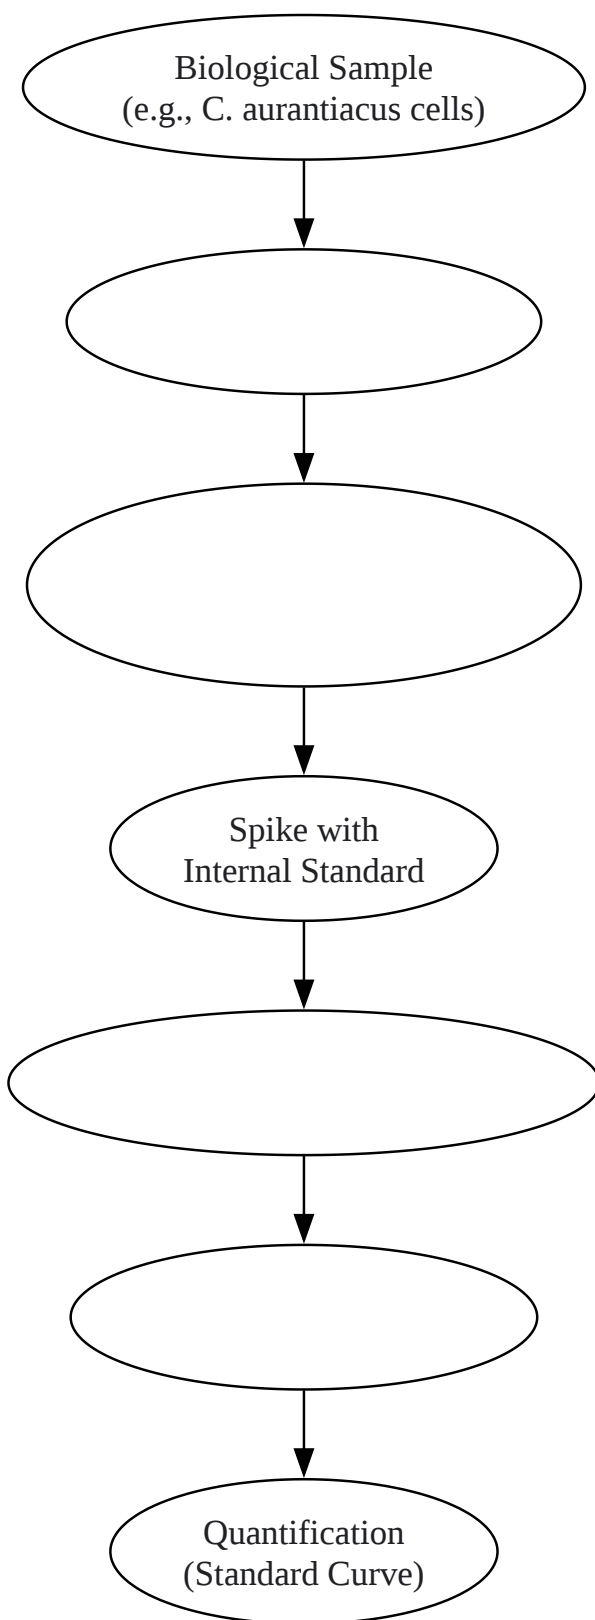 Biological Sample
(e.g., C. aurantiacus cells)
Spike with
Internal Standard
Quantification
(Standard Curve)